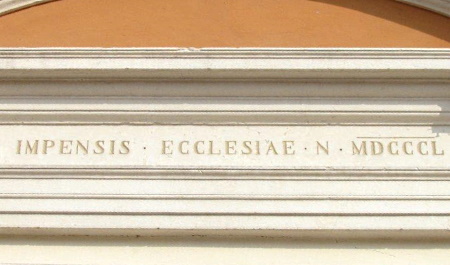 IMPENSIS · ECCLESIAE · N · MDCCCL